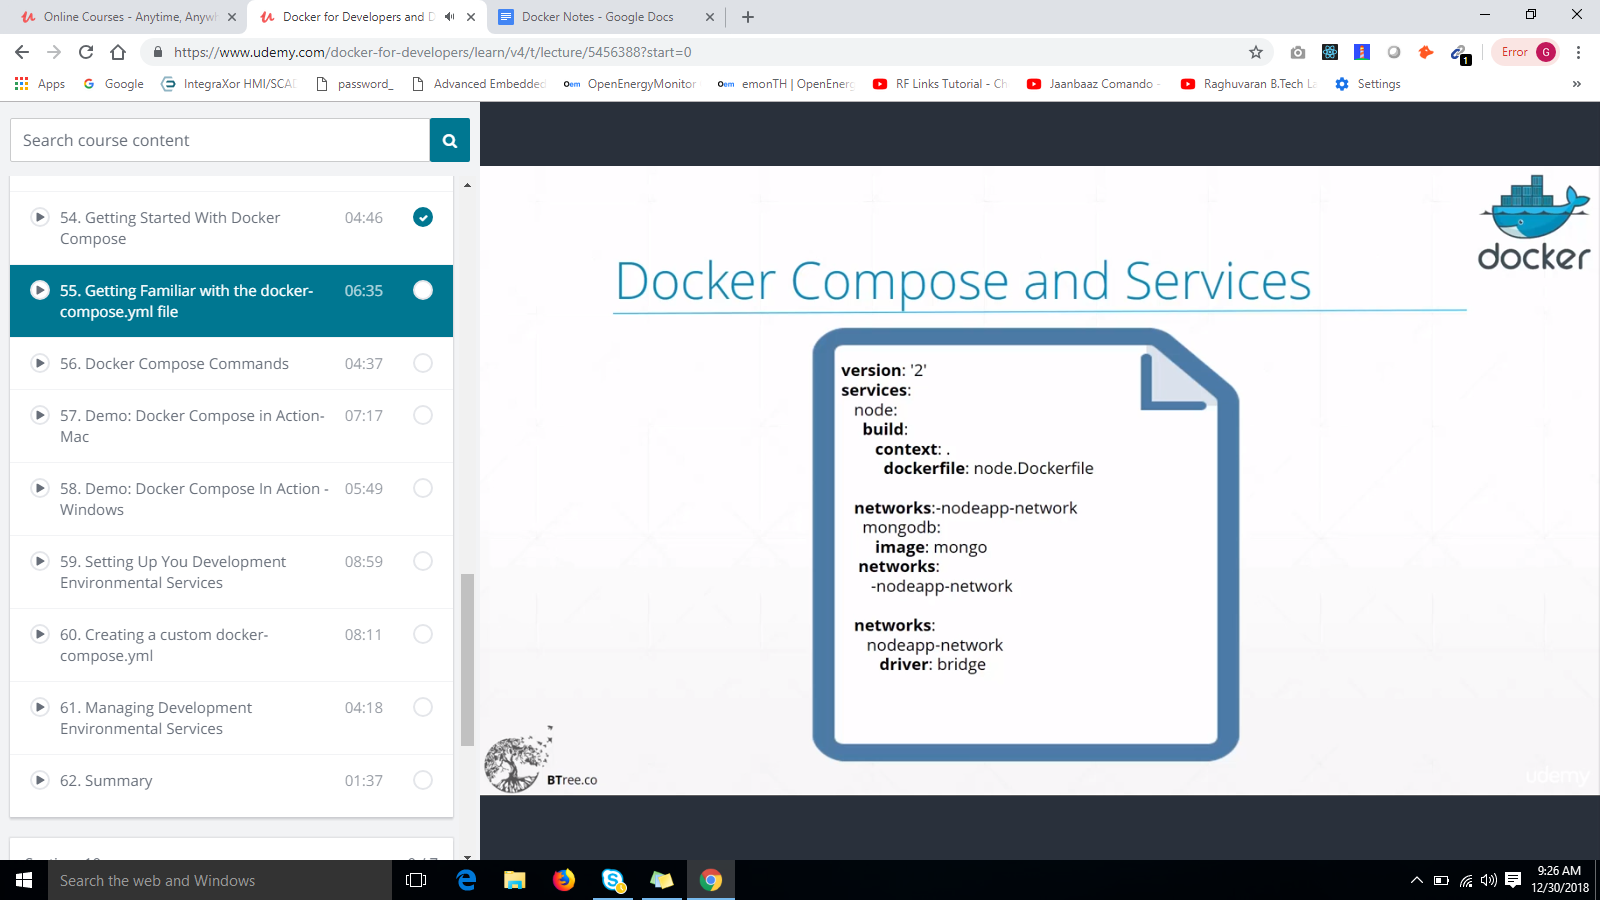 Online Courses - Anytime, Anywh
Docker for Developers and D
Docker Notes - Google Docs
https://www.udemy.com/docker-for-developers/learn/v4/t/lecture/5456388?start=0
1
Error G
Apps
Google
IntegraXor HMI/SCAD
password_
Advanced Embedded
Oem OpenEnergyMonitor
Oem emonTH | OpenEnerg
RF Links Tutorial - Ch
Jaanbaaz Comando -
Raghuvaran B.Tech La
Settings
»
Search course content
54. Getting Started With Docker
Compose
04:46
55. Getting Familiar with the docker-
compose.yml file
06:35
56. Docker Compose Commands
04:37
57. Demo: Docker Compose in Action-
Mac
07:17
58. Demo: Docker Compose In Action -
Windows
05:49
59. Setting Up You Development
Environmental Services
08:59
60. Creating a custom docker-
compose.yml
08:11
61. Managing Development
Environmental Services
04:18
62. Summary
01:37
docker
Docker Compose and Services
version: '2'
services:
node:
build:
context: .
dockerfile: node.Dockerfile
networks:-nodeapp-network
mongodb:
image: mongo
networks:
-nodeapp-network
networks:
nodeapp-network
driver: bridge
BTree.co
udemy
Search the web and Windows
9:26 AM
12/30/2018